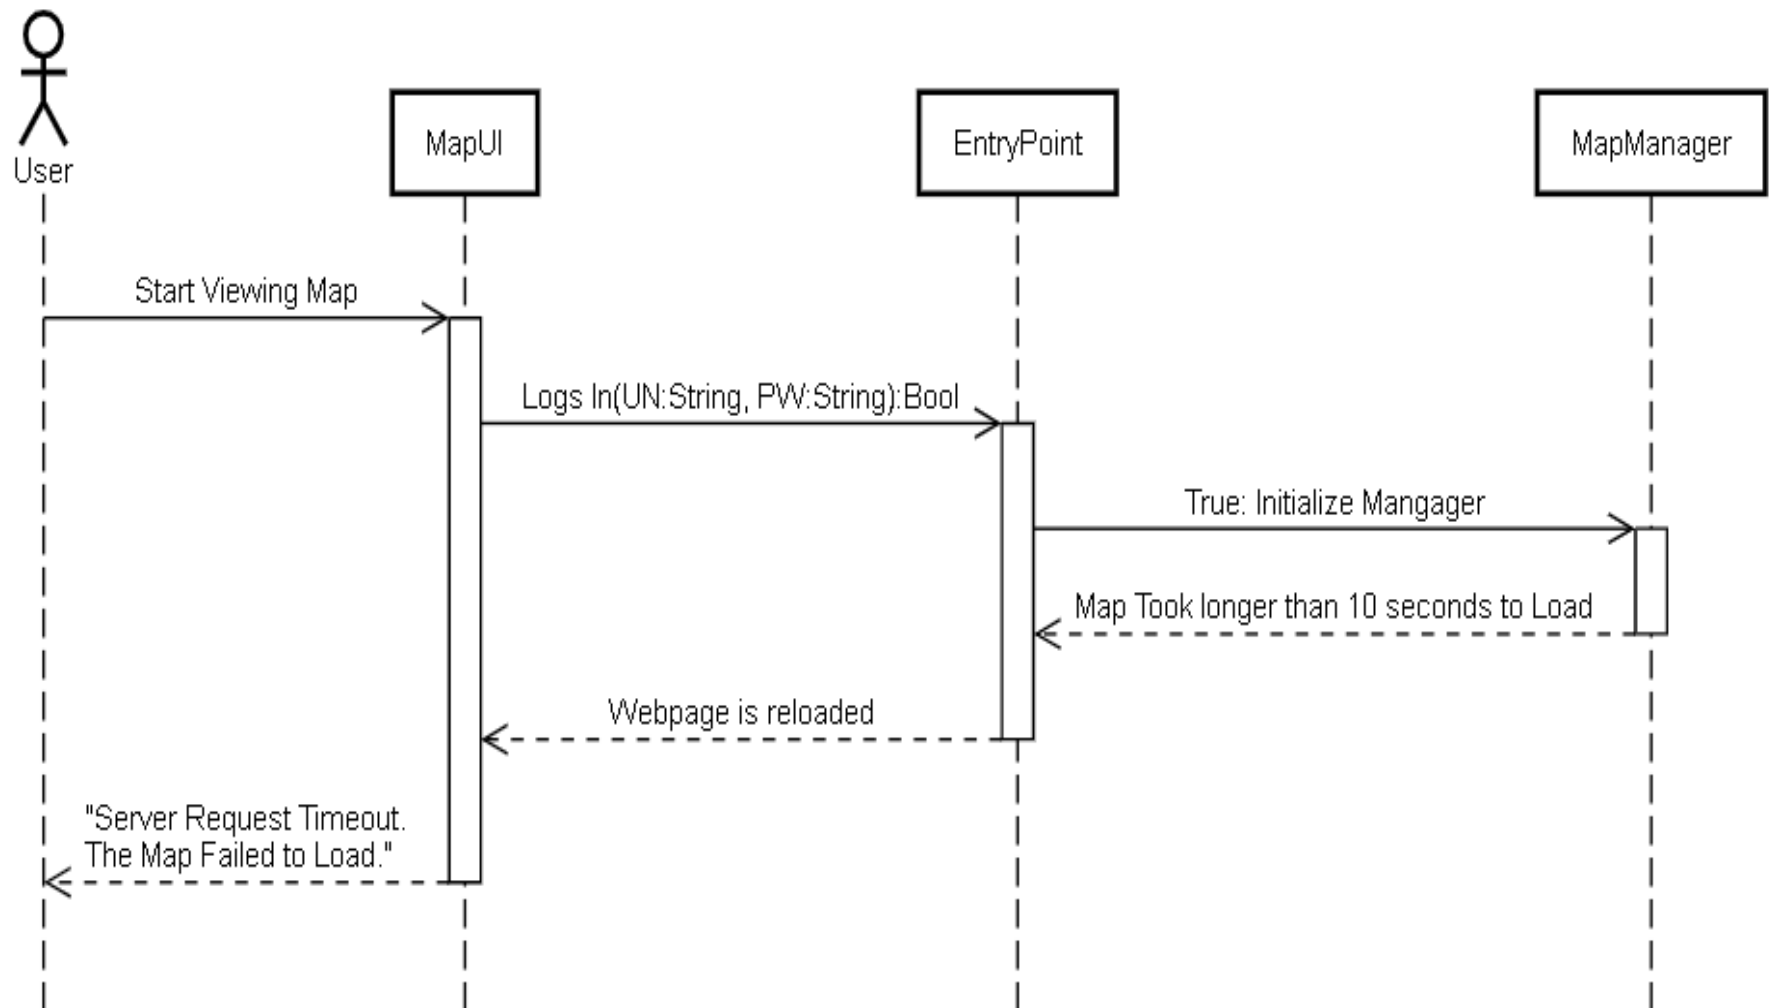 User
MapUI
EntryPoint
MapManager
Start Viewing Map
Logs In(UN:String, PW:String):Bool
True: Initialize Mangager
Map Took longer than 10 seconds to Load
Webpage is reloaded
"Server Request Timeout.
The Map Failed to Load."